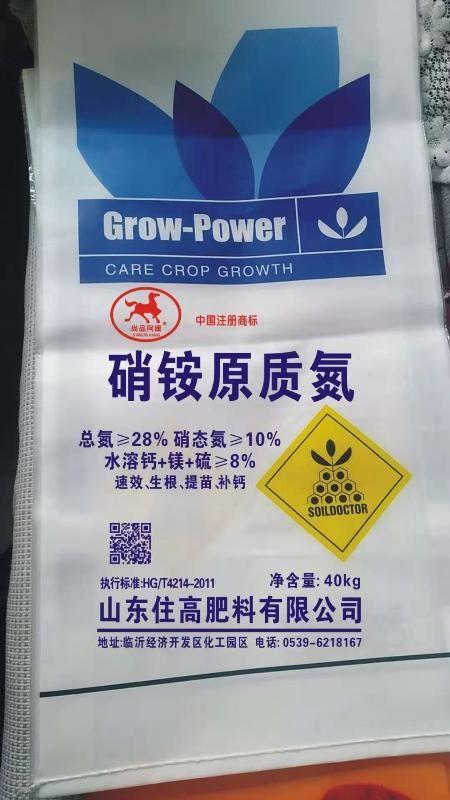 Grow-Power
CARE CROP GROWTH
尚品阿康®
中国注册商标
硝铵原质氮
总氮≥28% 硝态氮≥10%
水溶钙+镁+硫≥8%
速效、生根、提苗、补钙
SOILDOCTOR
执行标准:HG/T4214-2011
净含量: 40kg
山东住高肥料有限公司
地址:临沂经济开发区化工园区 电话: 0539-6218167